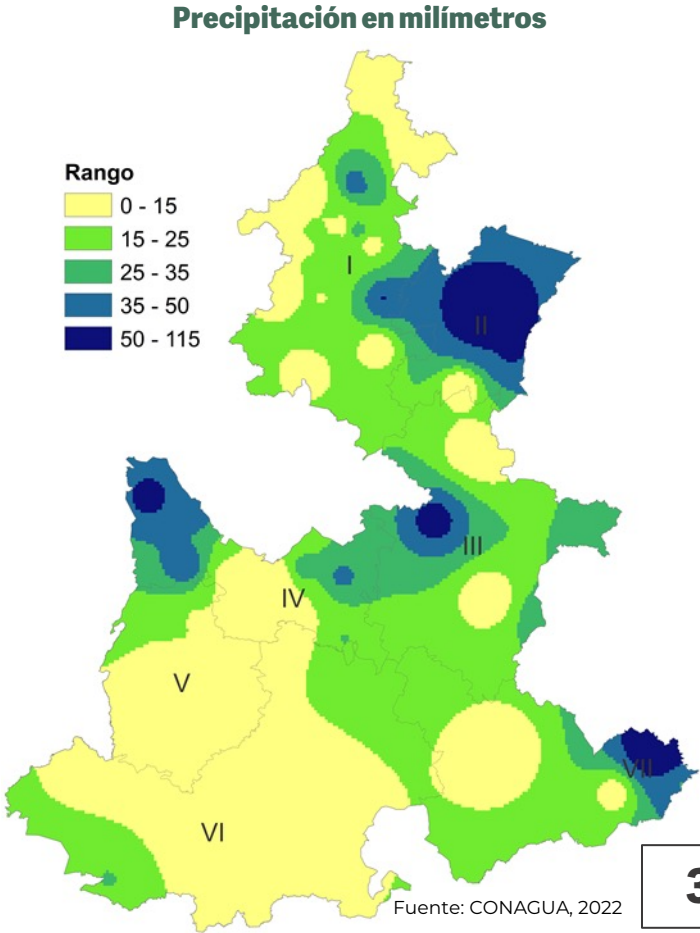 Precipitación en milímetros
Rango
0 - 15
15 - 25
25 - 35
35 - 50
50 - 115
I
II
III
IV
V
VII
VI
Fuente: CONAGUA, 2022
3